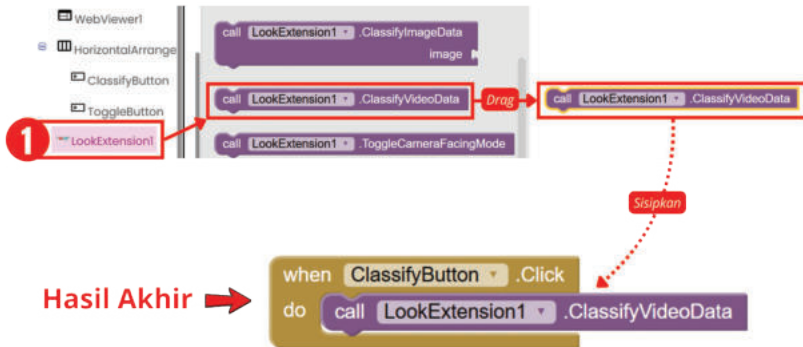 WebViewer1
HorizontalArrange
ClassifyButton
ToggleButton
1
LookExtension1
call LookExtension1 .ClassifyImageData
image
call LookExtension1 .ClassifyVideoData
Drag
call LookExtension1 .ClassifyVideoData
call LookExtension1 .ToggleCameraFacingMode
Sisipkan
when ClassifyButton .Click
Hasil Akhir
do call LookExtension1 .ClassifyVideoData